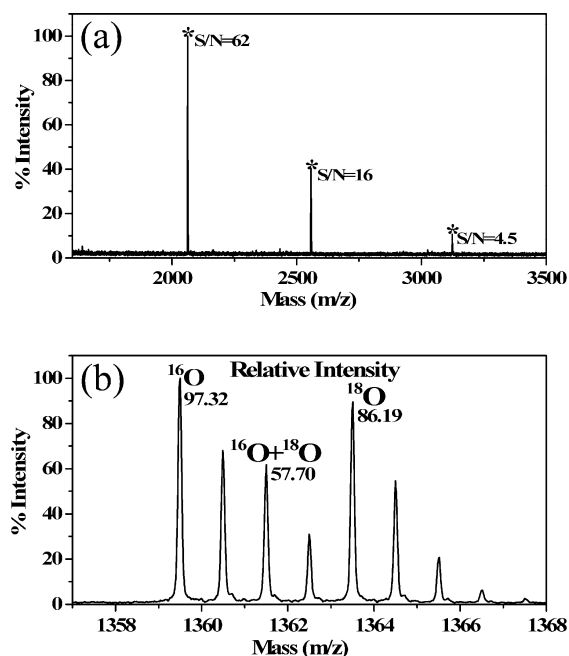 (a)
% Intensity
100
80
60
40
20
0
*S/N=62
*S/N=16
*S/N=4.5
2000 2500 3000 3500
Mass (m/z)
(b)
Relative Intensity
% Intensity
100
80
60
40
20
0
¹⁶O
97.32
¹⁶O+¹⁸O
57.70
¹⁸O
86.19
1358 1360 1362 1364 1366 1368
Mass (m/z)